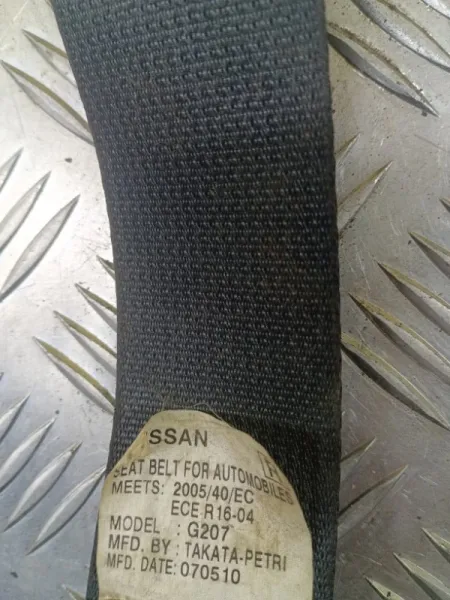 SSAN
SEAT BELT FOR AUTOMOBILES
MEETS: 2005/40/EC
ECE R16-04
MODEL : G207
MFD. BY : TAKATA-PETRI
MFD. DATE: 070510